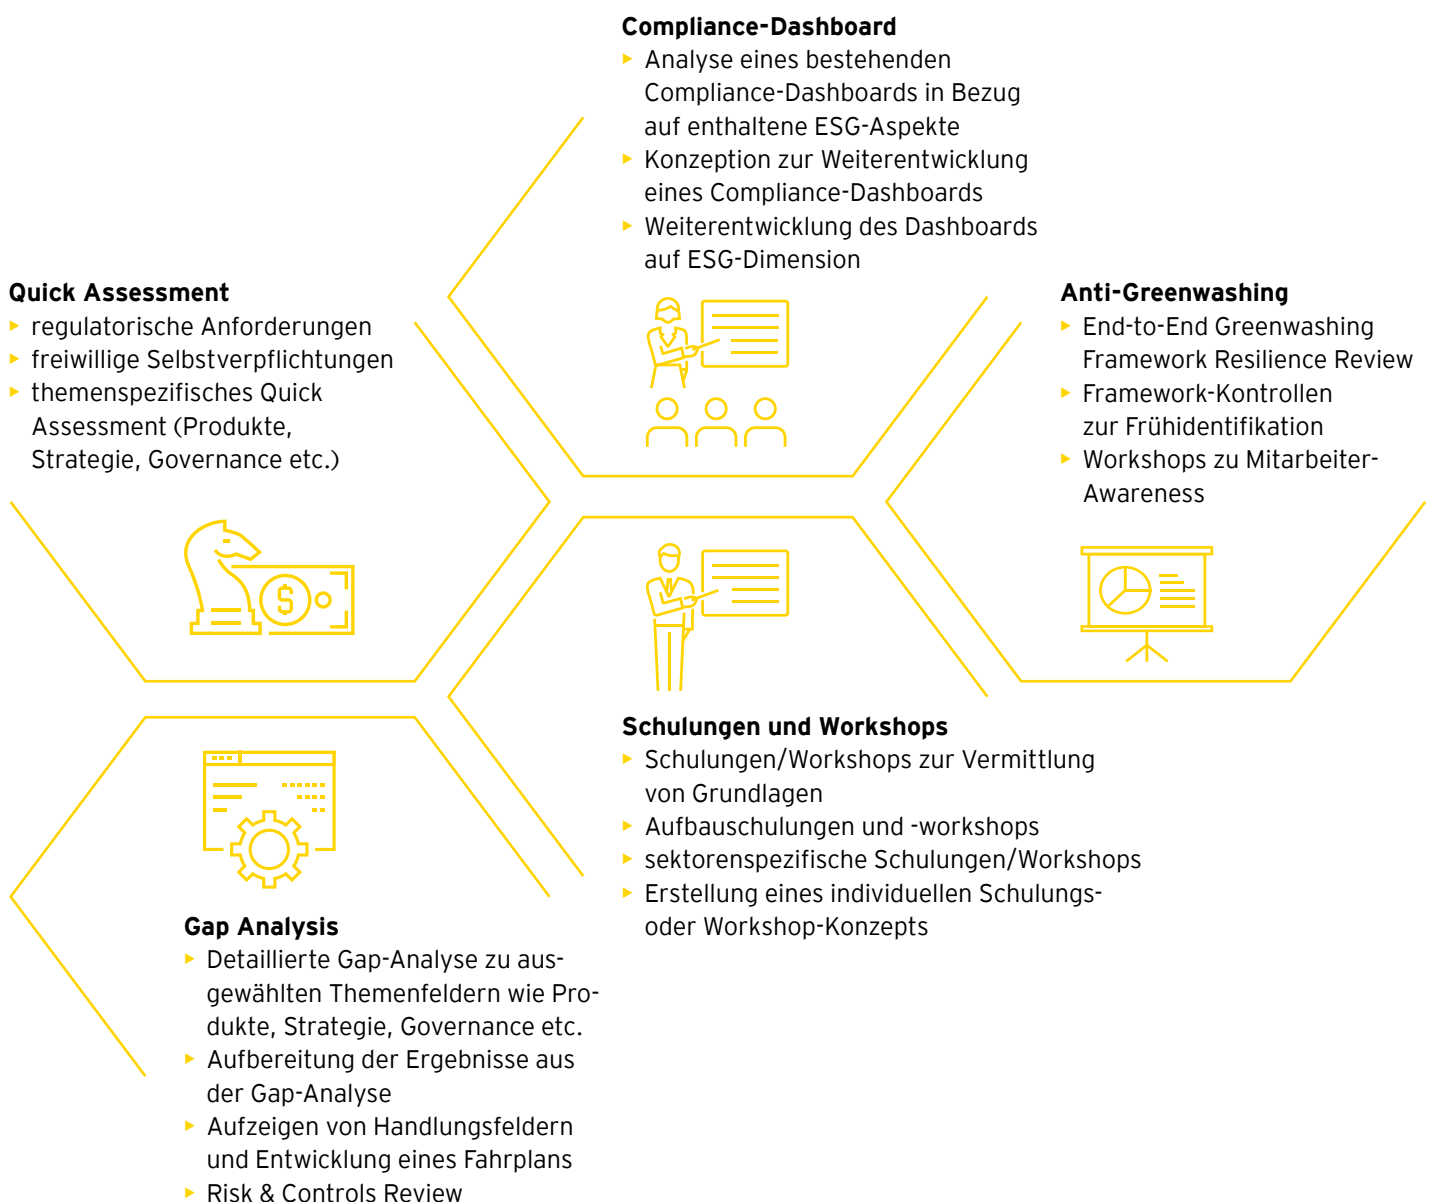 Compliance-Dashboard
▸ Analyse eines bestehenden
Compliance-Dashboards in Bezug
auf enthaltene ESG-Aspekte
▸ Konzeption zur Weiterentwicklung
eines Compliance-Dashboards
▸ Weiterentwicklung des Dashboards
auf ESG-Dimension
Quick Assessment
▸ regulatorische Anforderungen
▸ freiwillige Selbstverpflichtungen
▸ themenspezifisches Quick
Assessment (Produkte,
Strategie, Governance etc.)
Anti-Greenwashing
▸ End-to-End Greenwashing
Framework Resilience Review
▸ Framework-Kontrollen
zur Frühidentifikation
▸ Workshops zu Mitarbeiter-
Awareness
$
Schulungen und Workshops
▸ Schulungen/Workshops zur Vermittlung
von Grundlagen
▸ Aufbauschulungen und -workshops
▸ sektorenspezifische Schulungen/Workshops
▸ Erstellung eines individuellen Schulungs-
oder Workshop-Konzepts
Gap Analysis
▸ Detaillierte Gap-Analyse zu aus-
gewählten Themenfeldern wie Pro-
dukte, Strategie, Governance etc.
▸ Aufbereitung der Ergebnisse aus
der Gap-Analyse
▸ Aufzeigen von Handlungsfeldern
und Entwicklung eines Fahrplans
▸ Risk & Controls Review